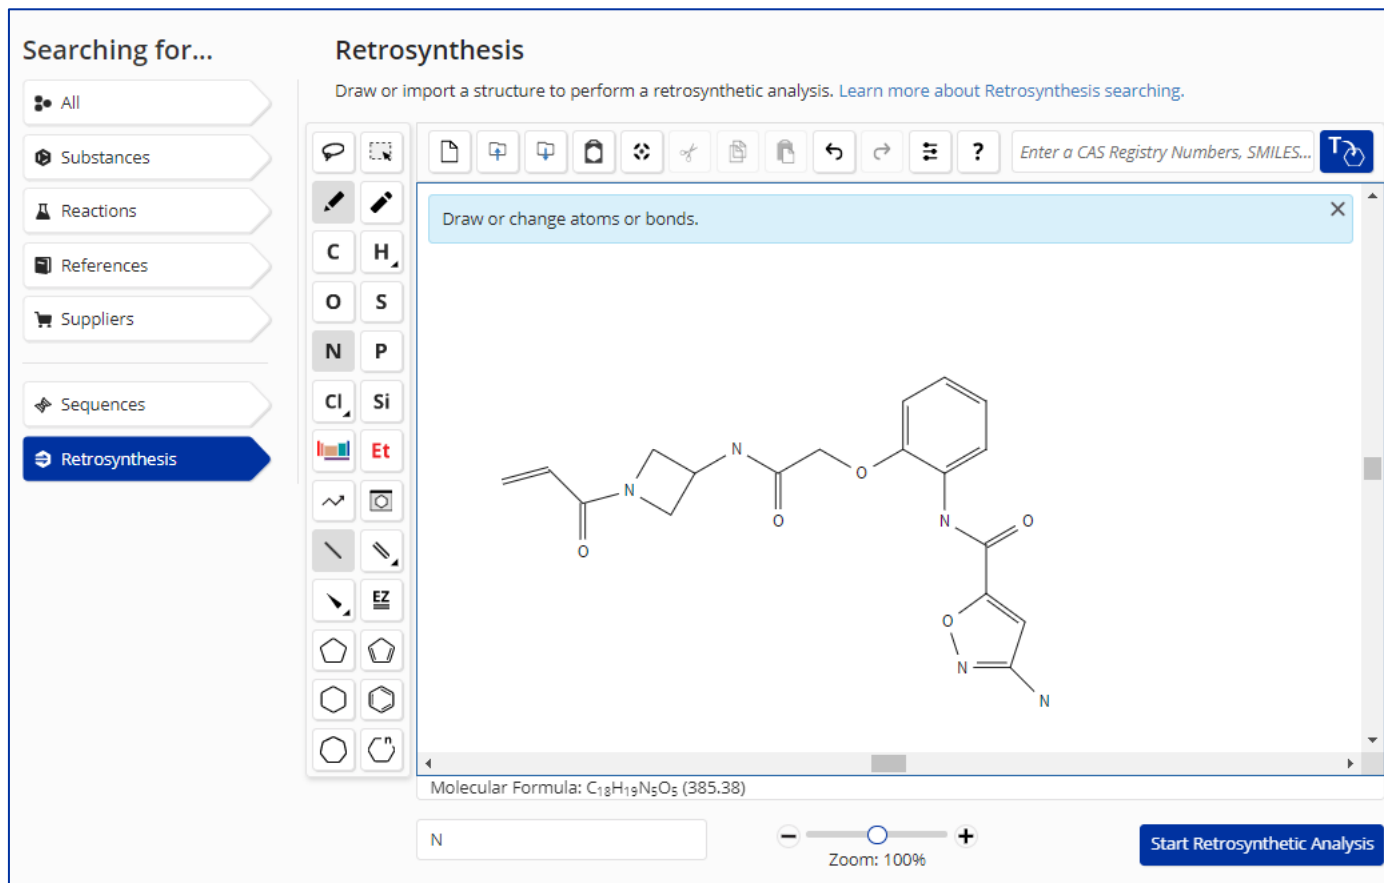 Searching for...
All
Substances
Reactions
References
Suppliers
Sequences
Retrosynthesis
Retrosynthesis
Draw or import a structure to perform a retrosynthetic analysis. Learn more about Retrosynthesis searching.
? Enter a CAS Registry Numbers, SMILES... T
C H
O S
N P
Cl Si
Et
EZ
n
Draw or change atoms or bonds.
N
N
O
O
O
N
O
O
N
N
Molecular Formula: C₁₈H₁₉N₅O₅ (385.38)
N
Zoom: 100%
Start Retrosynthetic Analysis